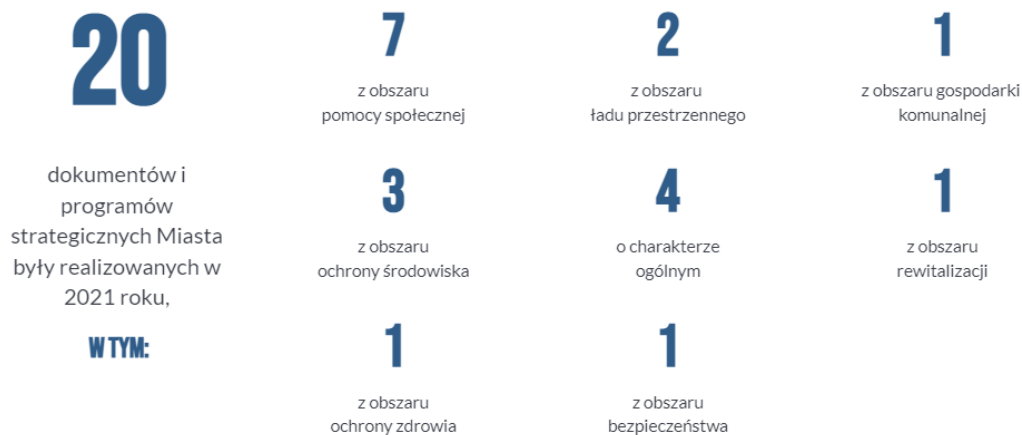 20
dokumentów i
programów
strategicznych Miasta
były realizowanych w
2021 roku,
W TYM:
7
z obszaru
pomocy społecznej
2
z obszaru
ładu przestrzennego
1
z obszaru gospodarki
komunalnej
3
z obszaru
ochrony środowiska
4
o charakterze
ogólnym
1
z obszaru
rewitalizacji
1
z obszaru
ochrony zdrowia
1
z obszaru
bezpieczeństwa